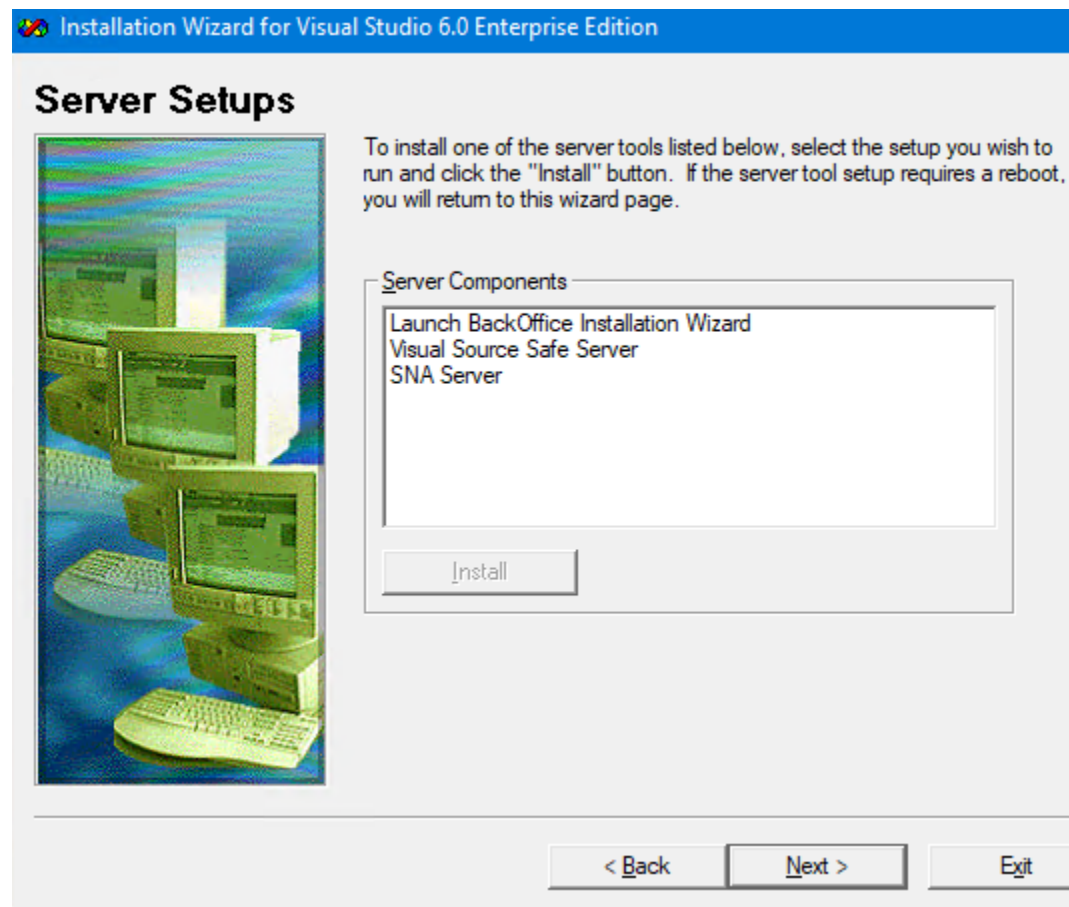 Installation Wizard for Visual Studio 6.0 Enterprise Edition
Server Setups
To install one of the server tools listed below, select the setup you wish to
run and click the "Install" button. If the server tool setup requires a reboot,
you will return to this wizard page.
Server Components
Launch BackOffice Installation Wizard
Visual Source Safe Server
SNA Server
Install
< Back
Next >
Exit